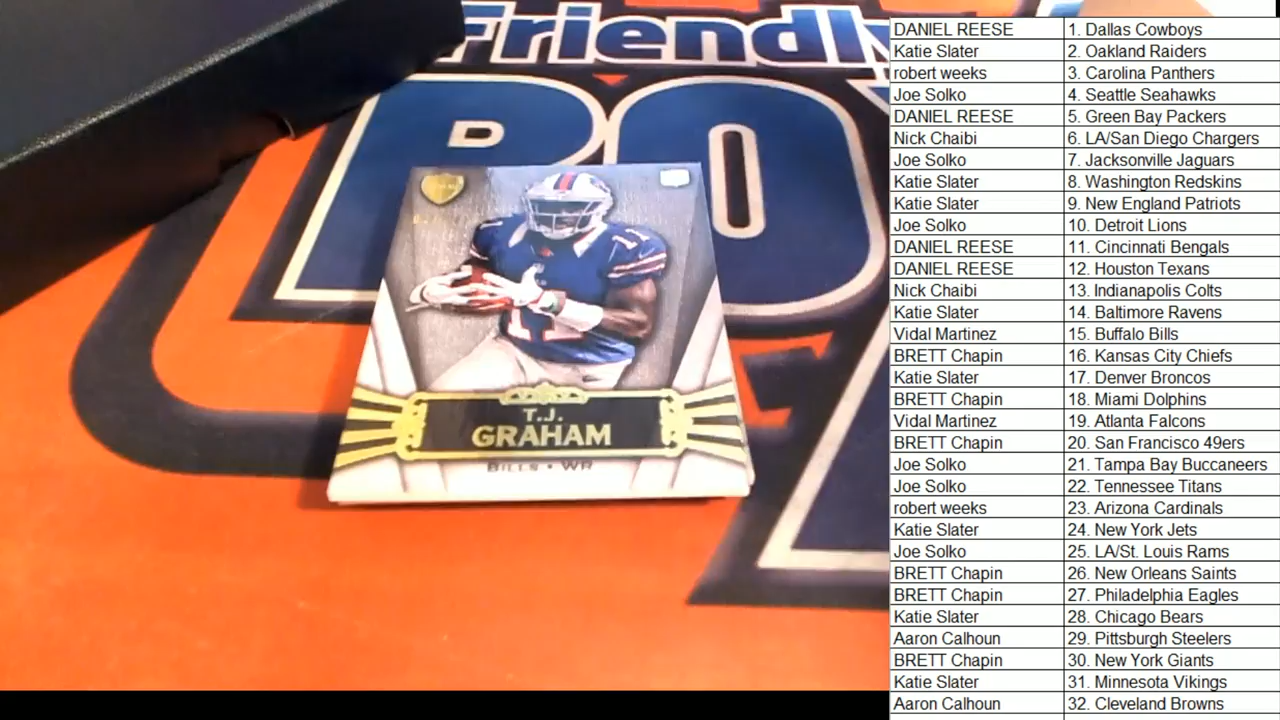 Friendly
BO
11
11
T.J.
GRAHAM
BILLS • WR
DANIEL REESE 1. Dallas Cowboys
Katie Slater 2. Oakland Raiders
robert weeks 3. Carolina Panthers
Joe Solko 4. Seattle Seahawks
DANIEL REESE 5. Green Bay Packers
Nick Chaibi 6. LA/San Diego Chargers
Joe Solko 7. Jacksonville Jaguars
Katie Slater 8. Washington Redskins
Katie Slater 9. New England Patriots
Joe Solko 10. Detroit Lions
DANIEL REESE 11. Cincinnati Bengals
DANIEL REESE 12. Houston Texans
Nick Chaibi 13. Indianapolis Colts
Katie Slater 14. Baltimore Ravens
Vidal Martinez 15. Buffalo Bills
BRETT Chapin 16. Kansas City Chiefs
Katie Slater 17. Denver Broncos
BRETT Chapin 18. Miami Dolphins
Vidal Martinez 19. Atlanta Falcons
BRETT Chapin 20. San Francisco 49ers
Joe Solko 21. Tampa Bay Buccaneers
Joe Solko 22. Tennessee Titans
robert weeks 23. Arizona Cardinals
Katie Slater 24. New York Jets
Joe Solko 25. LA/St. Louis Rams
BRETT Chapin 26. New Orleans Saints
BRETT Chapin 27. Philadelphia Eagles
Katie Slater 28. Chicago Bears
Aaron Calhoun 29. Pittsburgh Steelers
BRETT Chapin 30. New York Giants
Katie Slater 31. Minnesota Vikings
Aaron Calhoun 32. Cleveland Browns